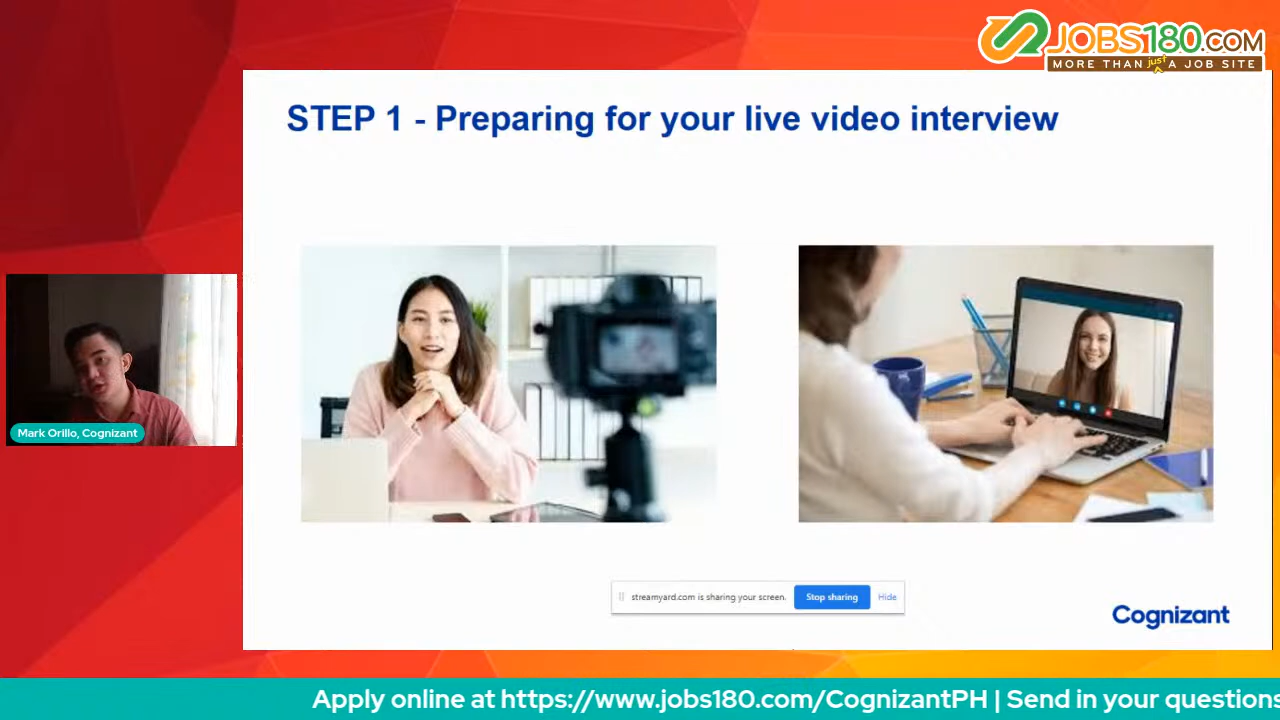 JOBS180.COM
MORE THAN just A JOB SITE
STEP 1 - Preparing for your live video interview
Mark Orillo, Cognizant
streamyard.com is sharing your screen.
Stop sharing
Hide
Cognizant
Apply online at https://www.jobs180.com/CognizantPH | Send in your questions